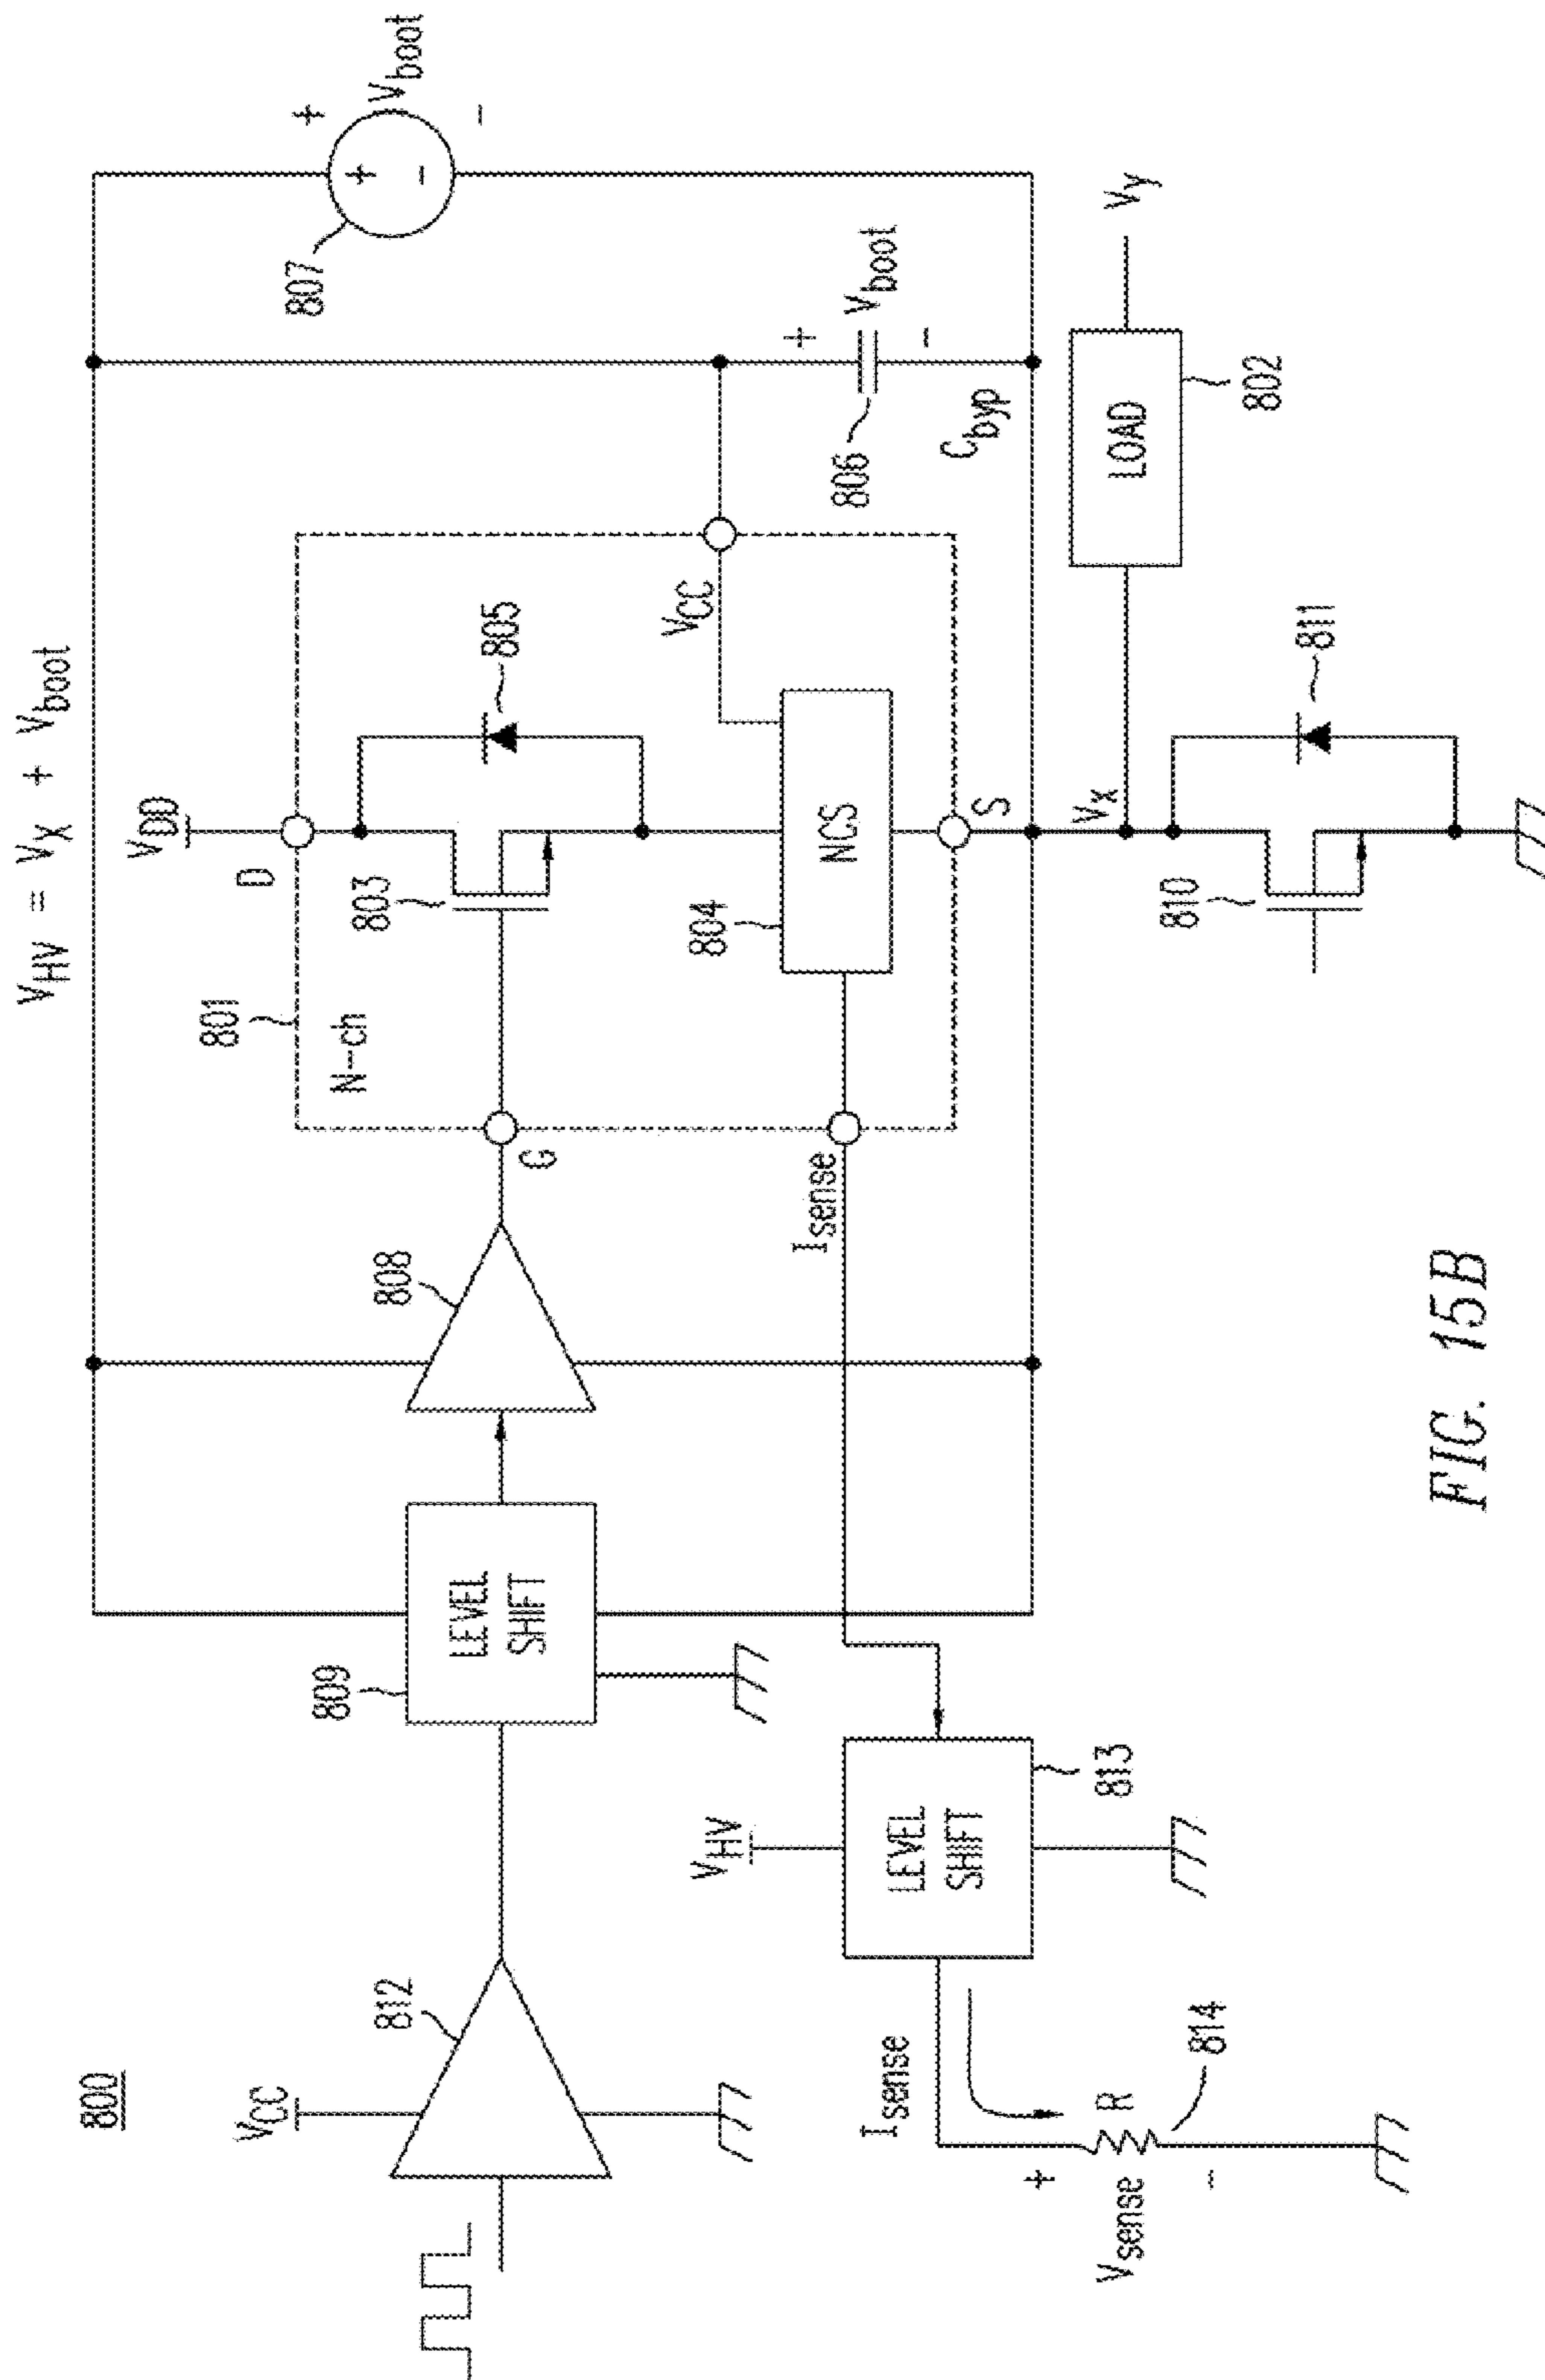 800
V_HV = V_X + V_boot
V_CC
812
809
LEVEL
SHIFT
808
801
N-ch
G
D
V_DD
803
805
V_CC
804
NCS
S
I_sense
807
+
-
+
V_boot
-
806
+
V_boot
-
C_byp
V_X
LOAD
802
V_y
810
811
V_HV
LEVEL
SHIFT
813
I_sense
+
V_sense
-
R
814
FIG. 15B